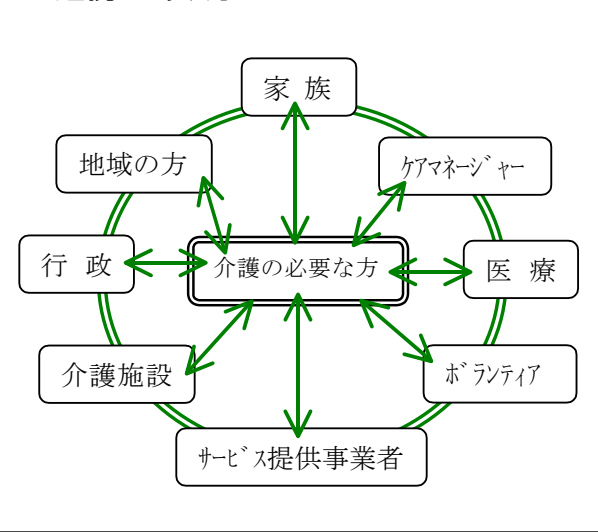 家 族
地域の方
ｹｱﾏﾈｰｼﾞｬｰ
行 政
介護の必要な方
医 療
介護施設
ﾎﾞﾗﾝﾃｨｱ
ｻｰﾋﾞｽ提供事業者